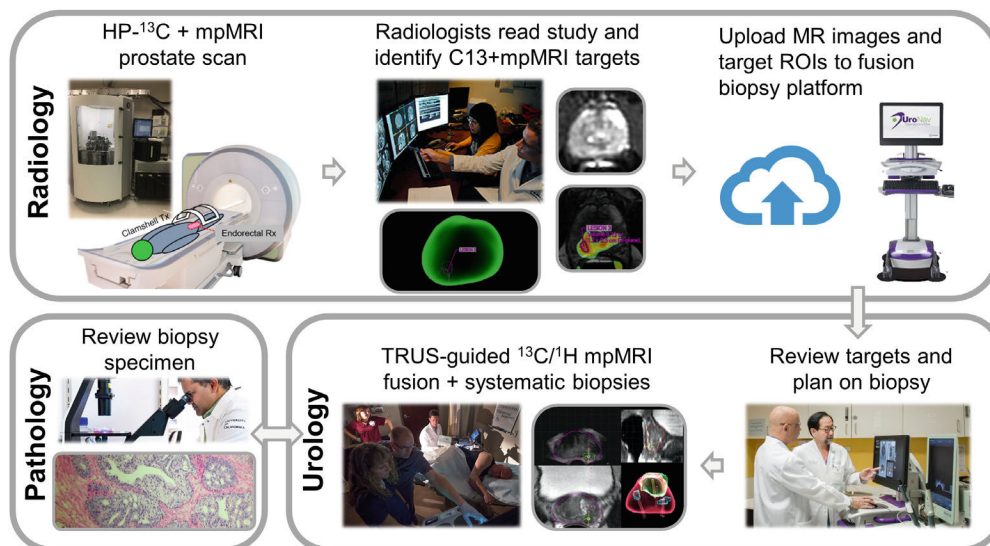 Radiology
HP-¹³C + mpMRI
prostate scan
Clamshell Tx
Endorectal Rx
Radiologists read study and
identify C13+mpMRI targets
LESION 3
Upload MR images and
target ROIs to fusion
biopsy platform
UroNav
Pathology
Review biopsy
specimen
Urology
TRUS-guided ¹³C/¹H mpMRI
fusion + systematic biopsies
Review targets and
plan on biopsy